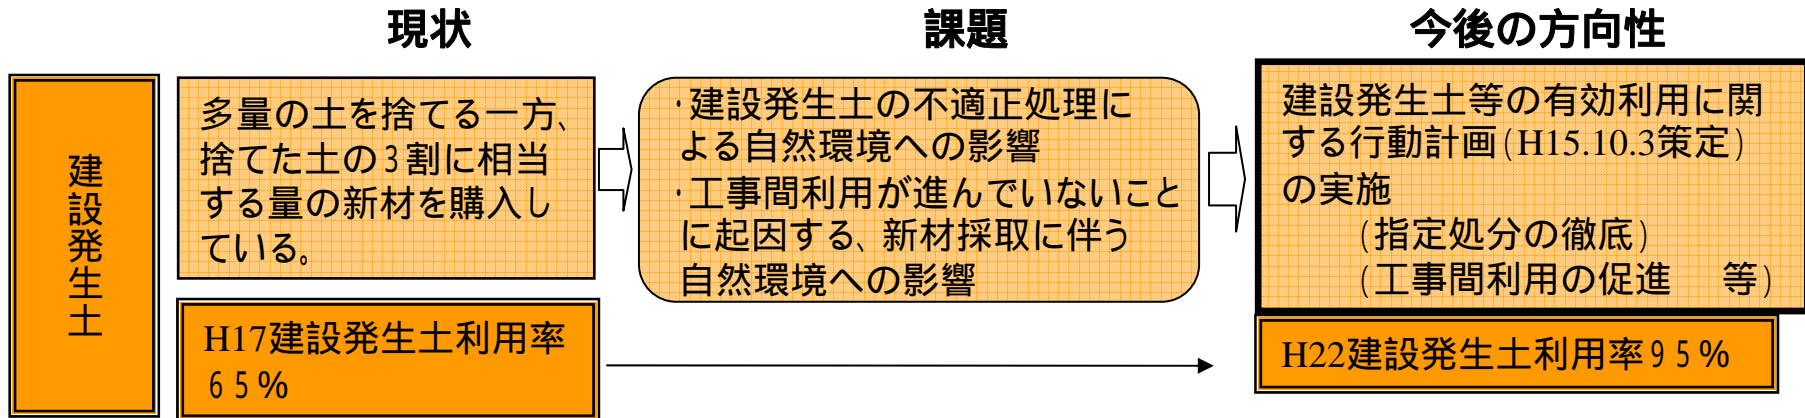 現状
課題
今後の方向性
建設発生土
多量の土を捨てる一方、
捨てた土の3割に相当
する量の新材を購入し
ている。
H17建設発生土利用率
65%
・建設発生土の不適正処理に
よる自然環境への影響
・工事間利用が進んでいないこと
に起因する、新材採取に伴う
自然環境への影響
建設発生土等の有効利用に関
する行動計画(H15.10.3策定)
の実施
(指定処分の徹底)
(工事間利用の促進　等)
H22建設発生土利用率95%